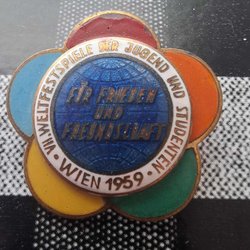 VII. WELTFESTSPIELE DER JUGEND UND STUDENTEN
• WIEN 1959 •
FÜR FRIEDEN
UND
FREUNDSCHAFT